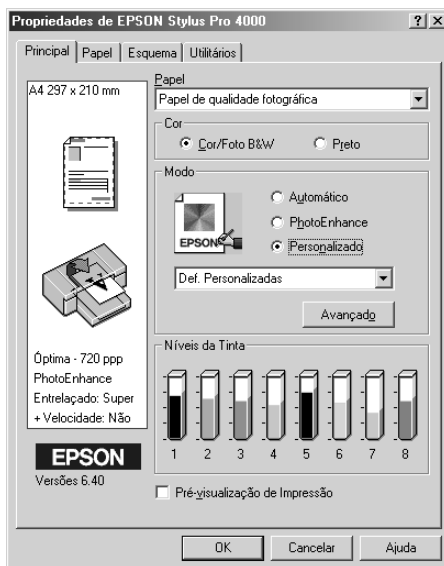 Propriedades de EPSON Stylus Pro 4000
Principal
Papel
Esquema
Utilitários
A4 297 x 210 mm
Papel
Papel de qualidade fotográfica
Cor
Cor/Foto B&W
Preto
Modo
EPSON
Automático
PhotoEnhance
Personalizado
Def. Personalizadas
Avançado
Óptima - 720 ppp
PhotoEnhance
Entrelaçado: Super
+ Velocidade: Não
EPSON
Versões 6.40
Níveis da Tinta
1 2 3 4 5 6 7 8
Pré-visualização de Impressão
OK
Cancelar
Ajuda